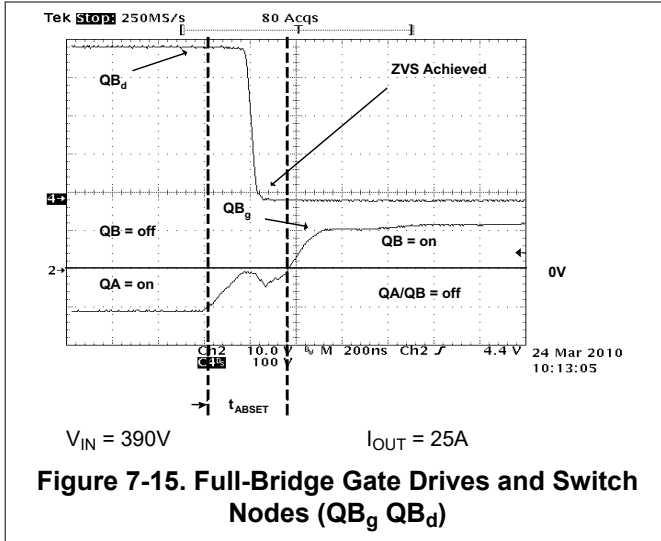 Tek Stop: 250MS/s 80 Acqs
T
QBd
ZVS Achieved
4→
QBg
QB = off
QB = on
2→
0V
QA = on
QA/QB = off
Ch2 10.0 V BW M 200ns Ch2 ƒ 4.4 V
100 V
24 Mar 2010
10:13:05
tABSET
VIN = 390V IOUT = 25A
Figure 7-15. Full-Bridge Gate Drives and Switch
Nodes (QBg QBd)